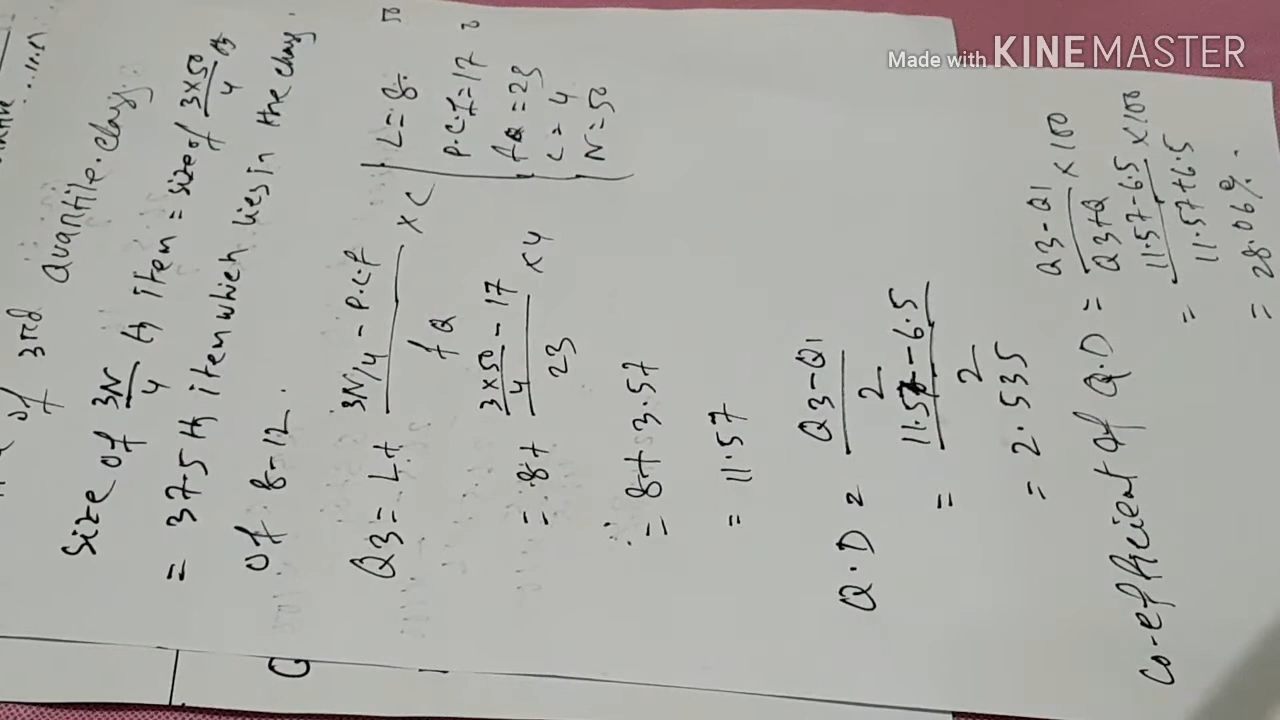 Made with KINEMASTER
of 3rd Quantile.clay.
Size of 3N/4 th item = size of 3×50/4 th
= 37.5 th item which lies in the clay.
of 8-12.
Q3 = L+ 3N/4 - P.C.f / fQ × C
L=8
P.C.f=17
fQ = 23
C = 4
N=50
= 8+ 3×50/4 - 17 / 23 ×4
= 8+3.57
= 11.57
Q.D = Q3-Q1 / 2
= 11.57-6.5 / 2
= 2.535
Co-efficient of Q.D = Q3-Q1 / Q3+Q ×100
= 11.57-6.5 / 11.57+6.5 ×100
= 28.06%.